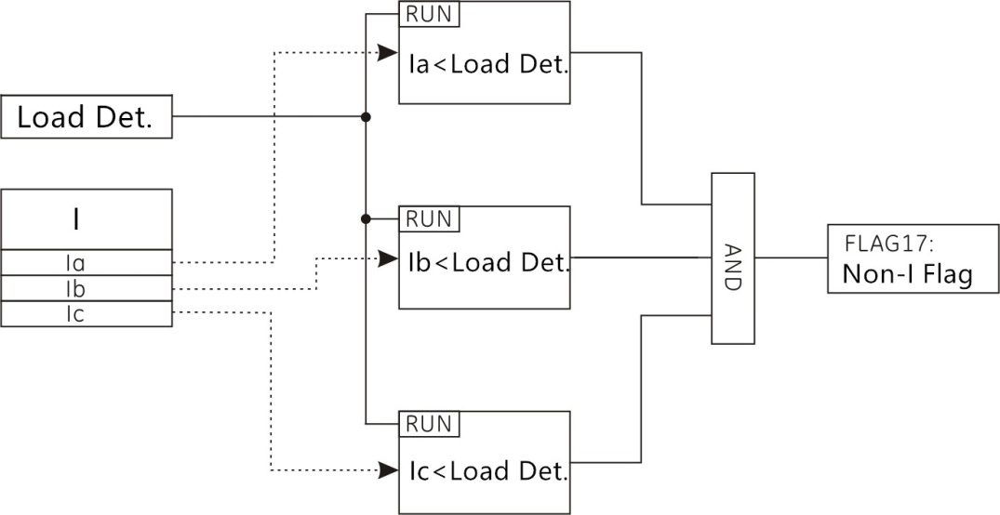 RUN
Ia<Load Det.
Load Det.
I
Ia
Ib
Ic
RUN
Ib<Load Det.
AND
FLAG17:
Non-I Flag
RUN
Ic<Load Det.